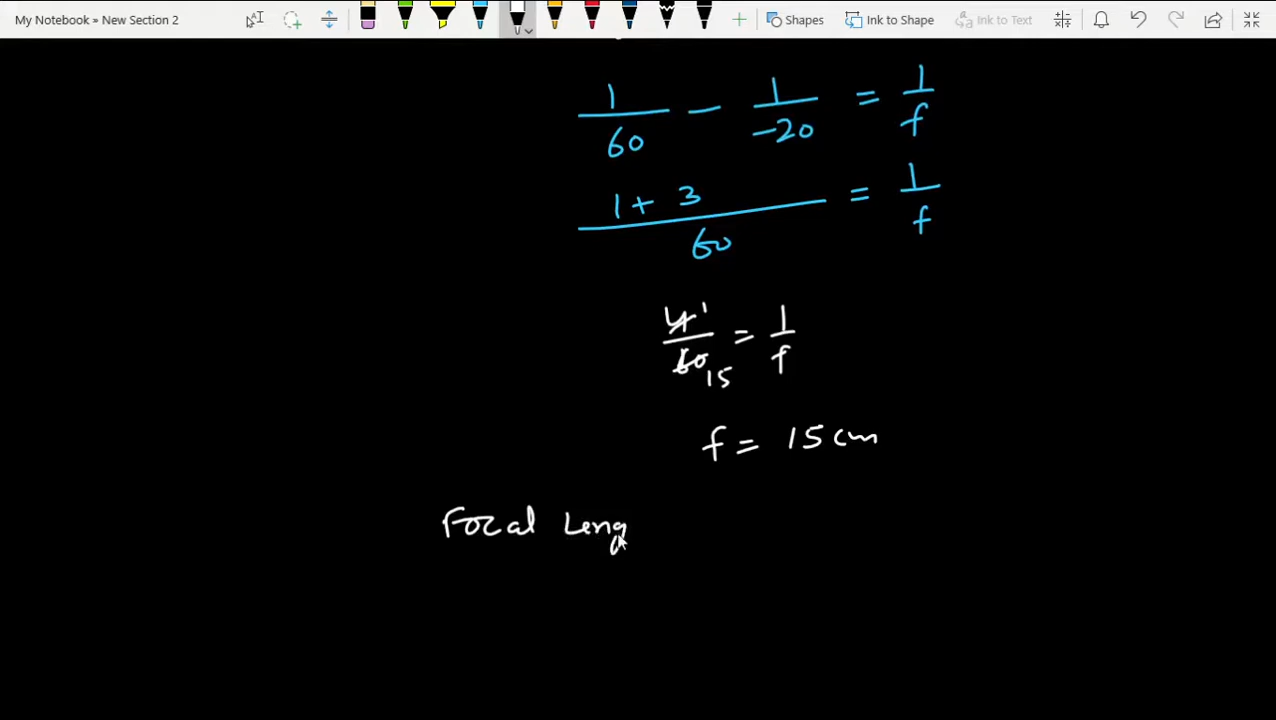 My Notebook » New Section 2 Shapes Ink to Shape Ink to Text
1/60 - 1/-20 = 1/f
1 + 3/60 = 1/f
4 1/60 15 = 1/f
f = 15 cm
Focal Leng